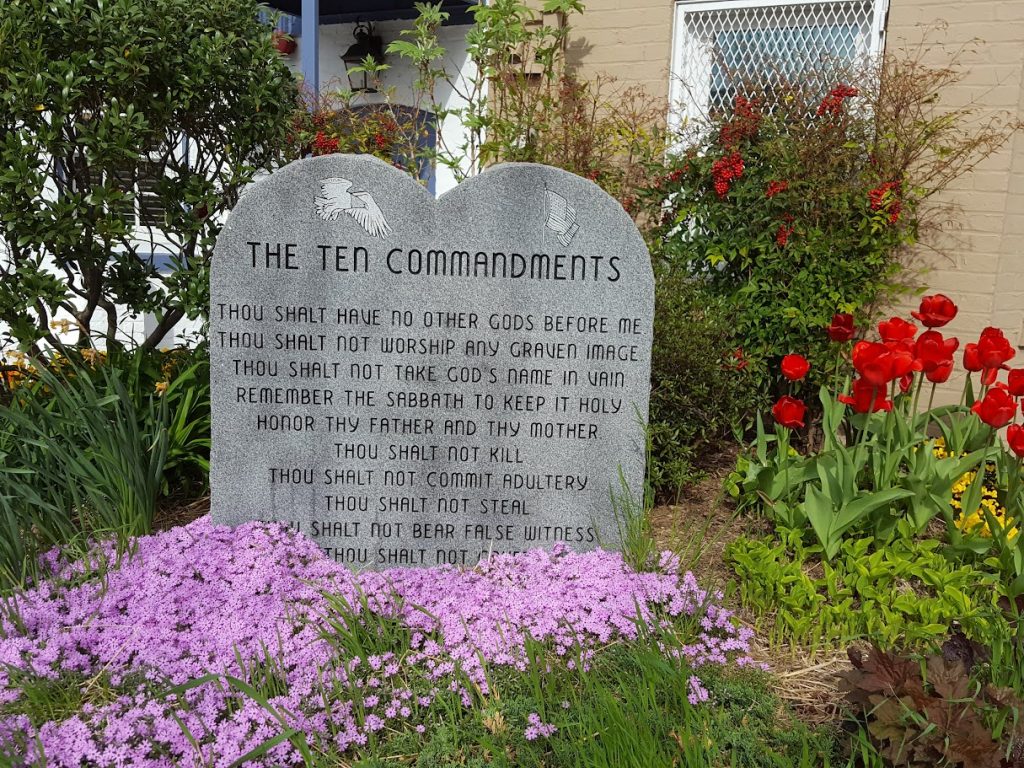 THE TEN COMMANDMENTS
THOU SHALT HAVE NO OTHER GODS BEFORE ME
THOU SHALT NOT WORSHIP ANY GRAVEN IMAGE
THOU SHALT NOT TAKE GOD'S NAME IN VAIN
REMEMBER THE SABBATH TO KEEP IT HOLY
HONOR THY FATHER AND THY MOTHER.
THOU SHALT NOT KILL
THOU SHALT NOT COMMIT ADULTERY
THOU SHALT NOT STEAL
SHALT NOT BEAR FALSE WITNESS
THOU SHALT NOT